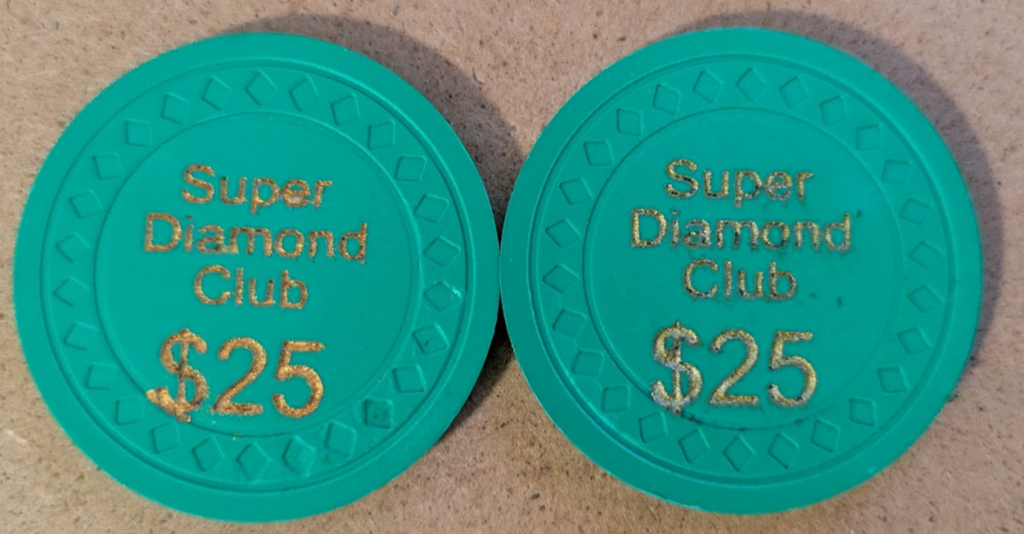 Super
Diamond
Club
$25
Super
Diamond
Club
$25